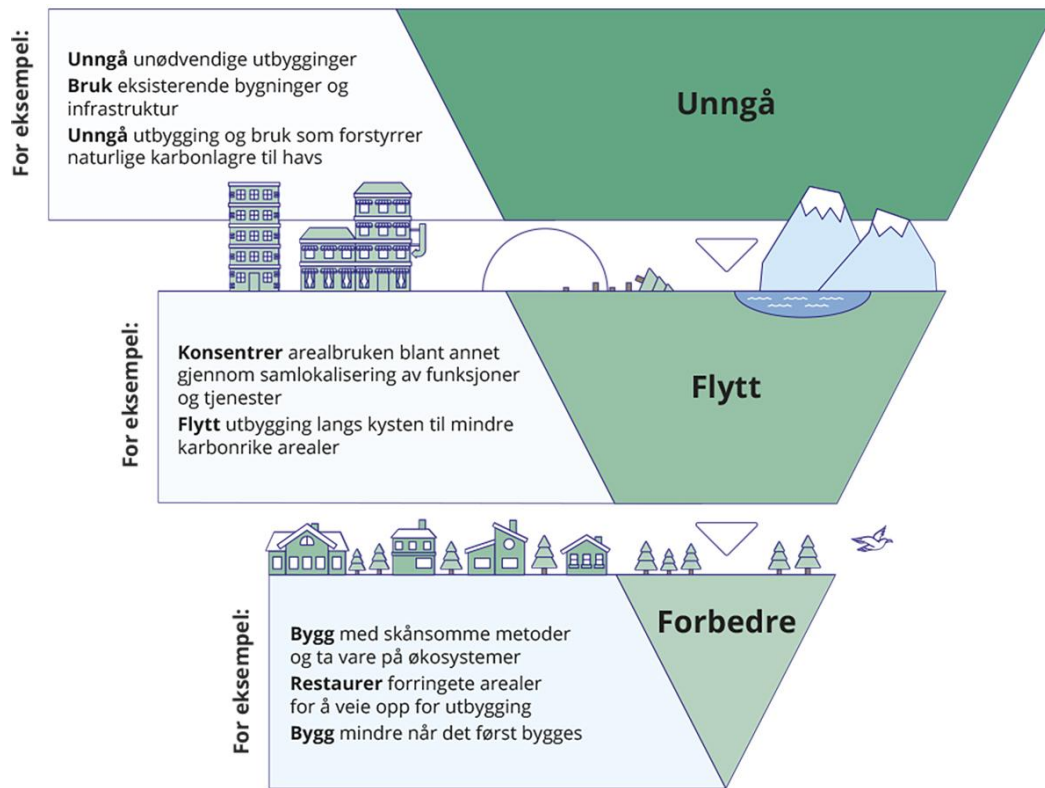 For eksempel:
Unngå unødvendige utbygginger
Bruk eksisterende bygninger og
infrastruktur
Unngå utbygging og bruk som forstyrrer
naturlige karbonlagre til havs
Unngå
For eksempel:
Konsentrer arealbruken blant annet
gjennom samlokalisering av funksjoner
og tjenester
Flytt utbygging langs kysten til mindre
karbonrike arealer
Flytt
For eksempel:
Bygg med skånsomme metoder
og ta vare på økosystemer
Restaurer forringete arealer
for å veie opp for utbygging
Bygg mindre når det først bygges
Forbedre